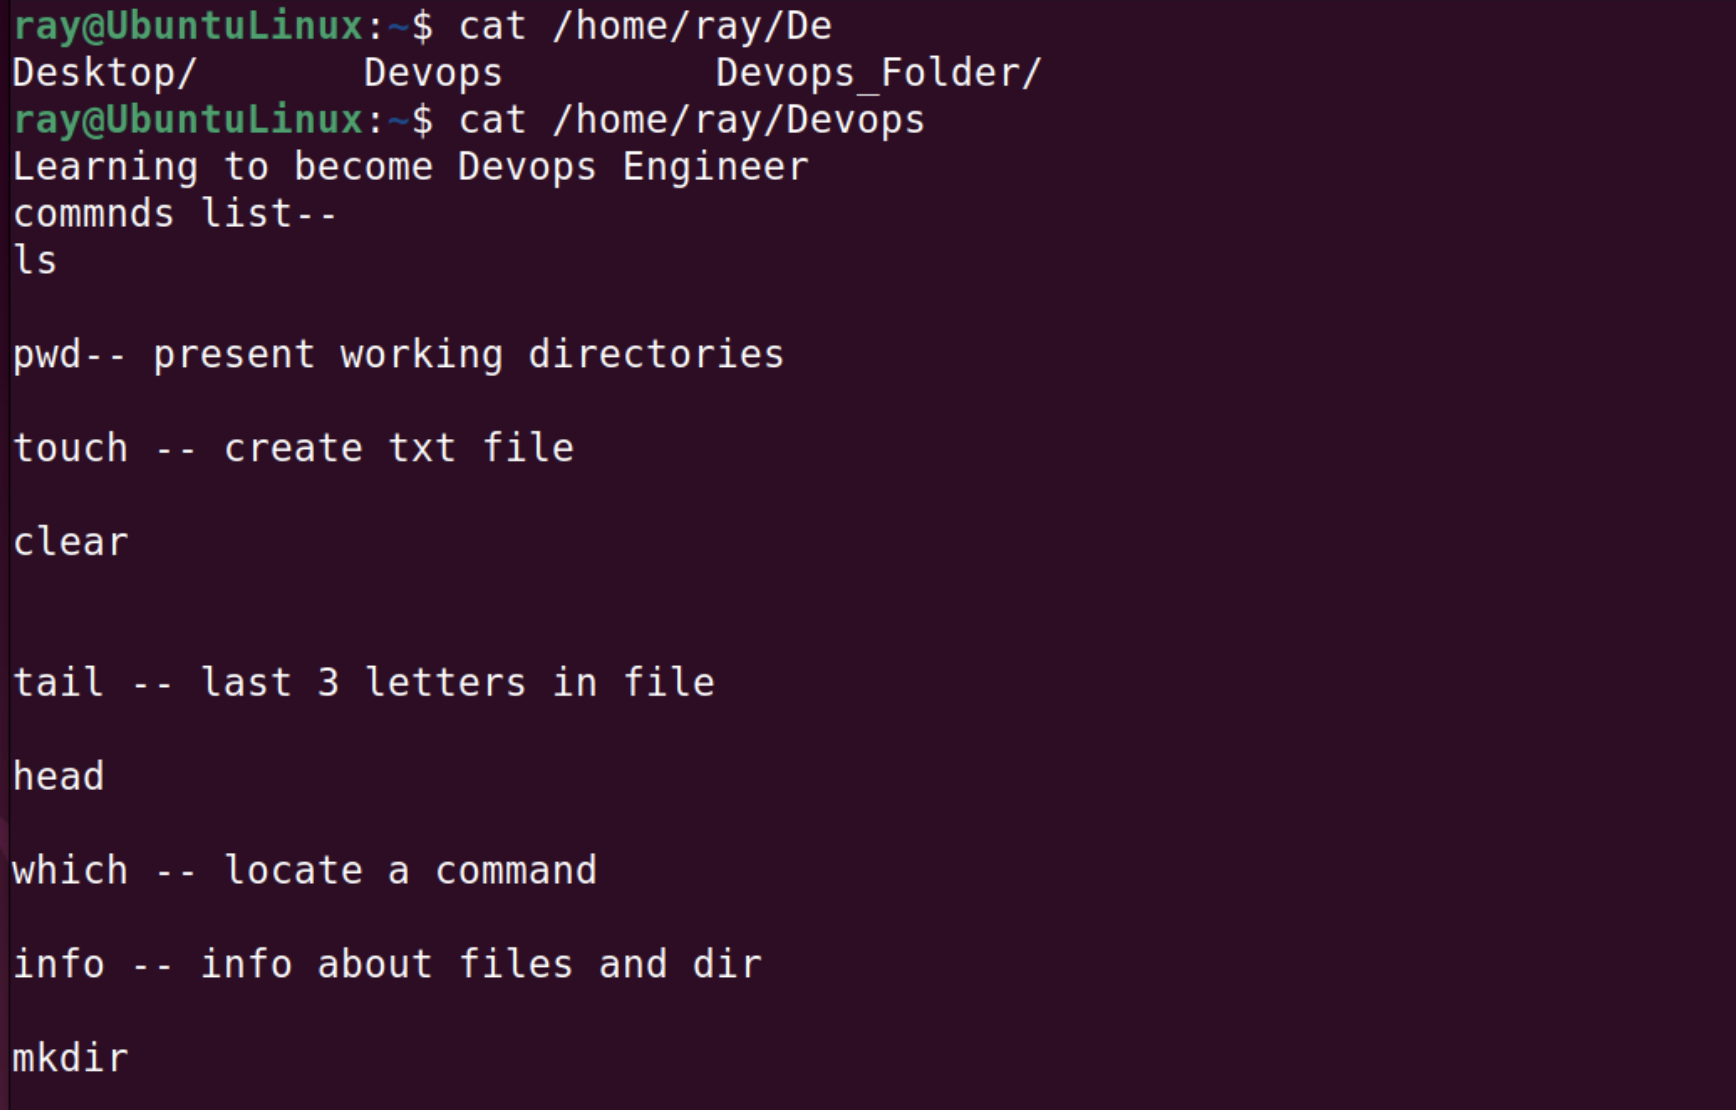 ray@UbuntuLinux:~$ cat /home/ray/De
Desktop/       Devops         Devops_Folder/
ray@UbuntuLinux:~$ cat /home/ray/Devops
Learning to become Devops Engineer
commnds list--
ls
pwd-- present working directories
touch -- create txt file
clear
tail -- last 3 letters in file
head
which -- locate a command
info -- info about files and dir
mkdir